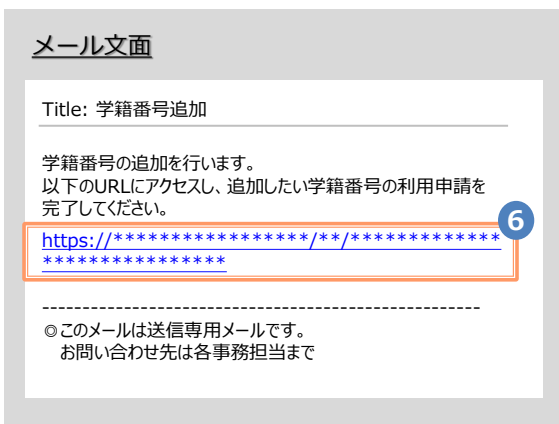 メール文面
Title: 学籍番号追加
学籍番号の追加を行います。
以下のURLにアクセスし、追加したい学籍番号の利用申請を
完了してください。
6
https://*****************/**/*************
****************
-------------------------------------------------------
◎このメールは送信専用メールです。
お問い合わせ先は各事務担当まで